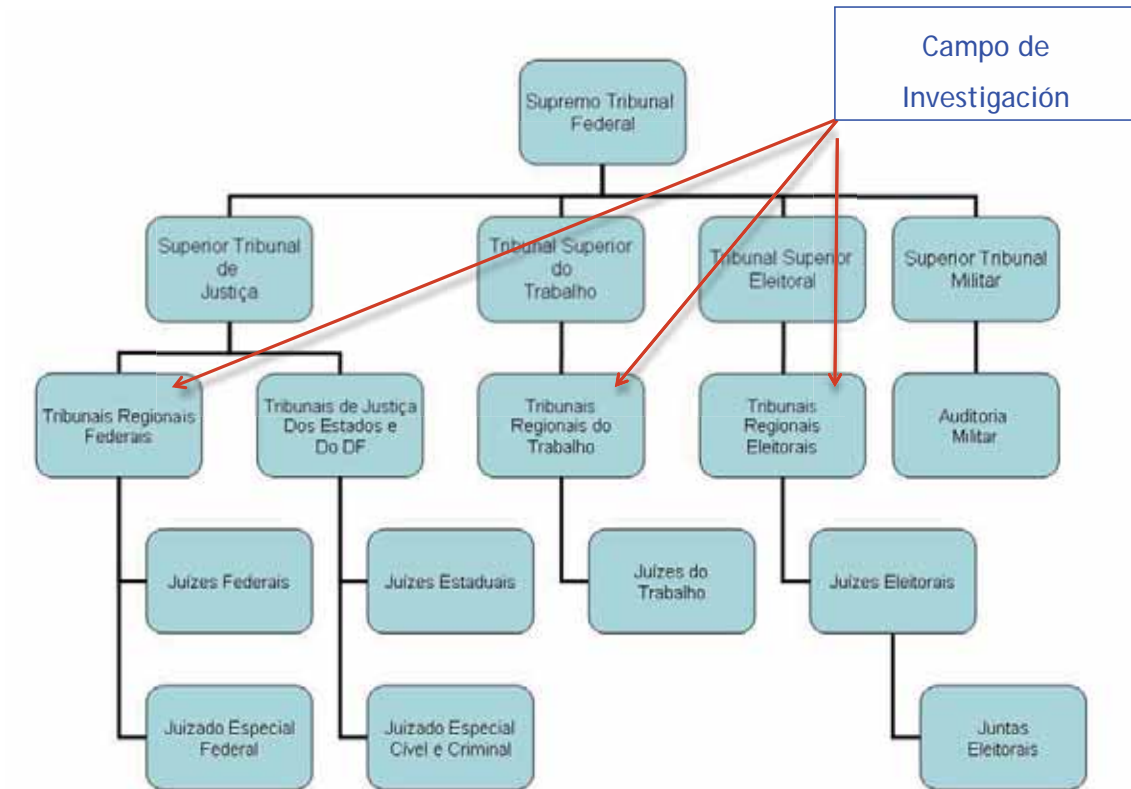 Campo de
Investigación
Supremo Tribunal
Federal
Superior Tribunal
de
Justiça
Tribunal Superior
do
Trabalho
Tribunal Superior
Eleitoral
Superior Tribunal
Militar
Tribunais Regionais
Federais
Tribunais de Justiça
Dos Estados e
Do DF
Tribunais
Regionais do
Trabalho
Tribunais
Regionais
Eleitorais
Auditoria
Militar
Juízes Federais
Juízes Estaduais
Juízes do
Trabalho
Juízes Eleitorais
Juizado Especial
Federal
Juizado Especial
Cível e Criminal
Juntas
Eleitorais